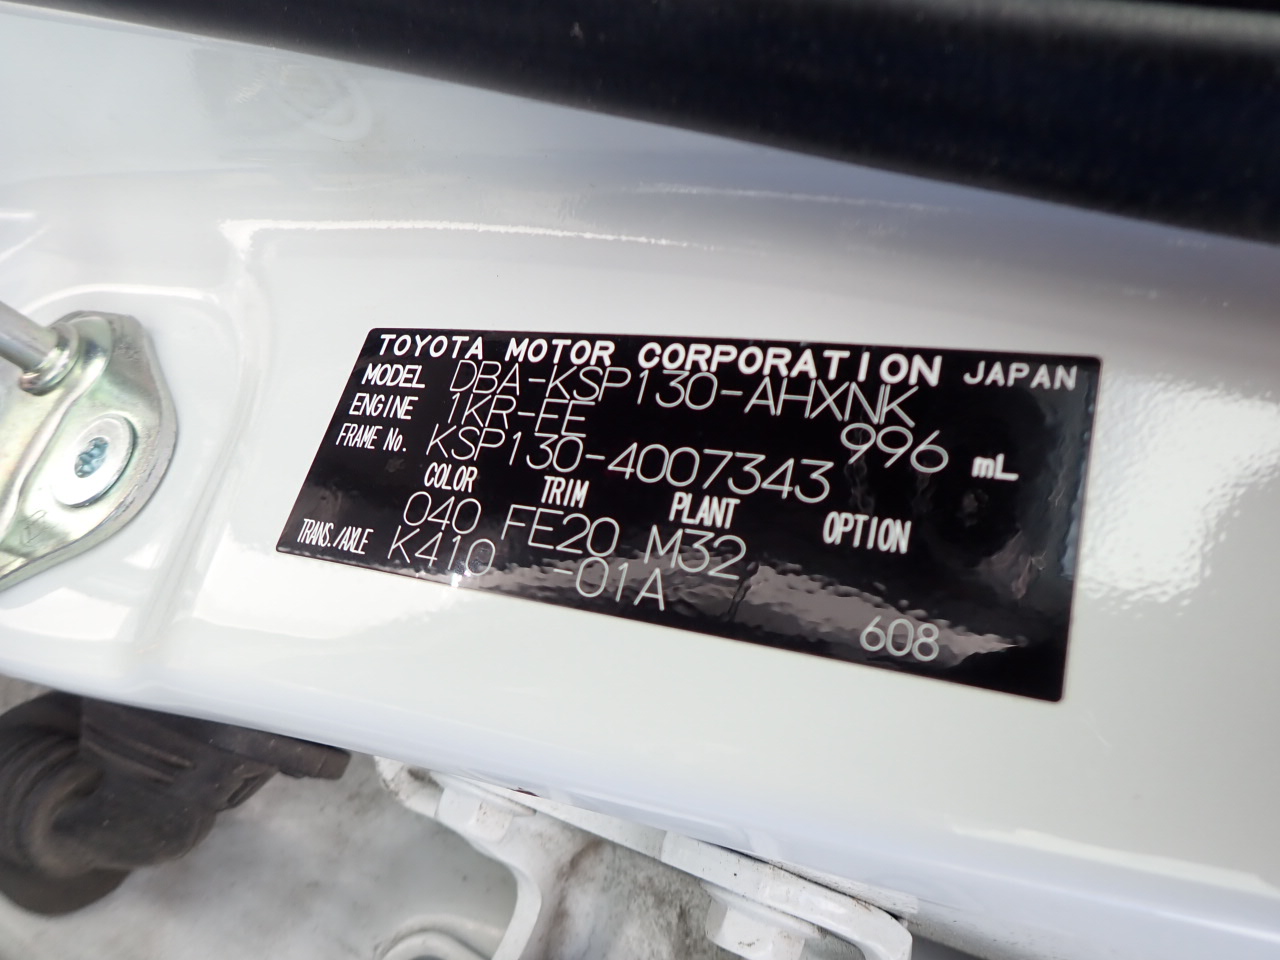 TOYOTA MOTOR CORPORATION JAPAN
MODEL DBA-KSP130-AHXNK
ENGINE 1KR-FE 996 mL
FRAME No. KSP130-4007343
COLOR TRIM PLANT OPTION
040 FE20 M32
TRANS./AXLE K410 -01A
608